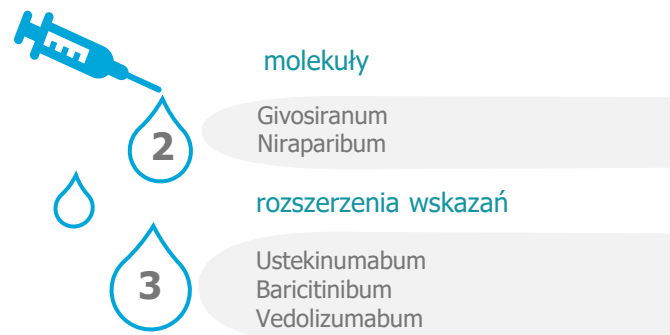 molekuły
2
Givosiranum
Niraparibum
rozszerzenia wskazań
3
Ustekinumabum
Baricitinibum
Vedolizumabum